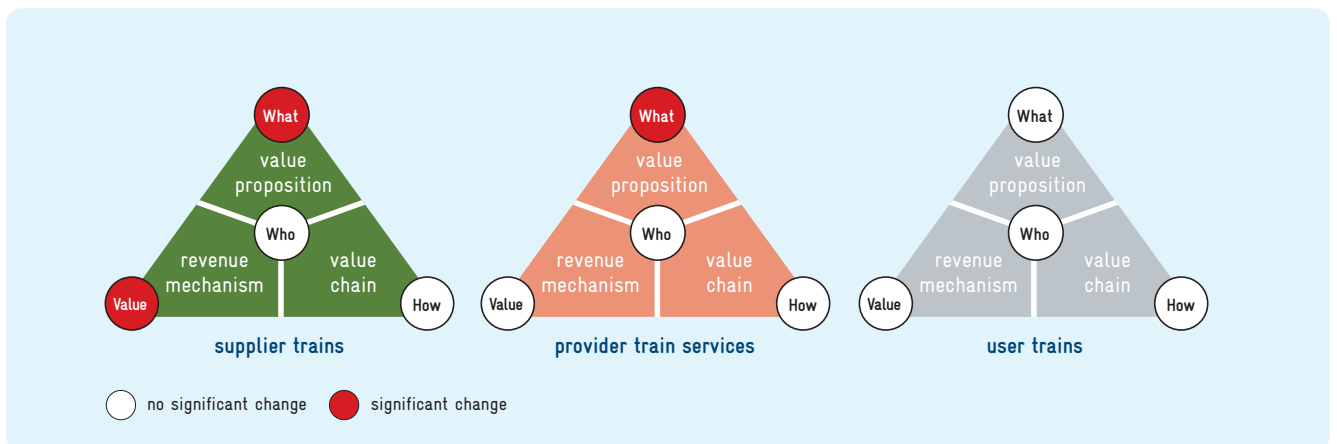 What
value
proposition
Who
revenue
mechanism
value
chain
Value
How
supplier trains
What
value
proposition
Who
revenue
mechanism
value
chain
Value
How
provider train services
What
value
proposition
Who
revenue
mechanism
value
chain
Value
How
user trains
no significant change
significant change